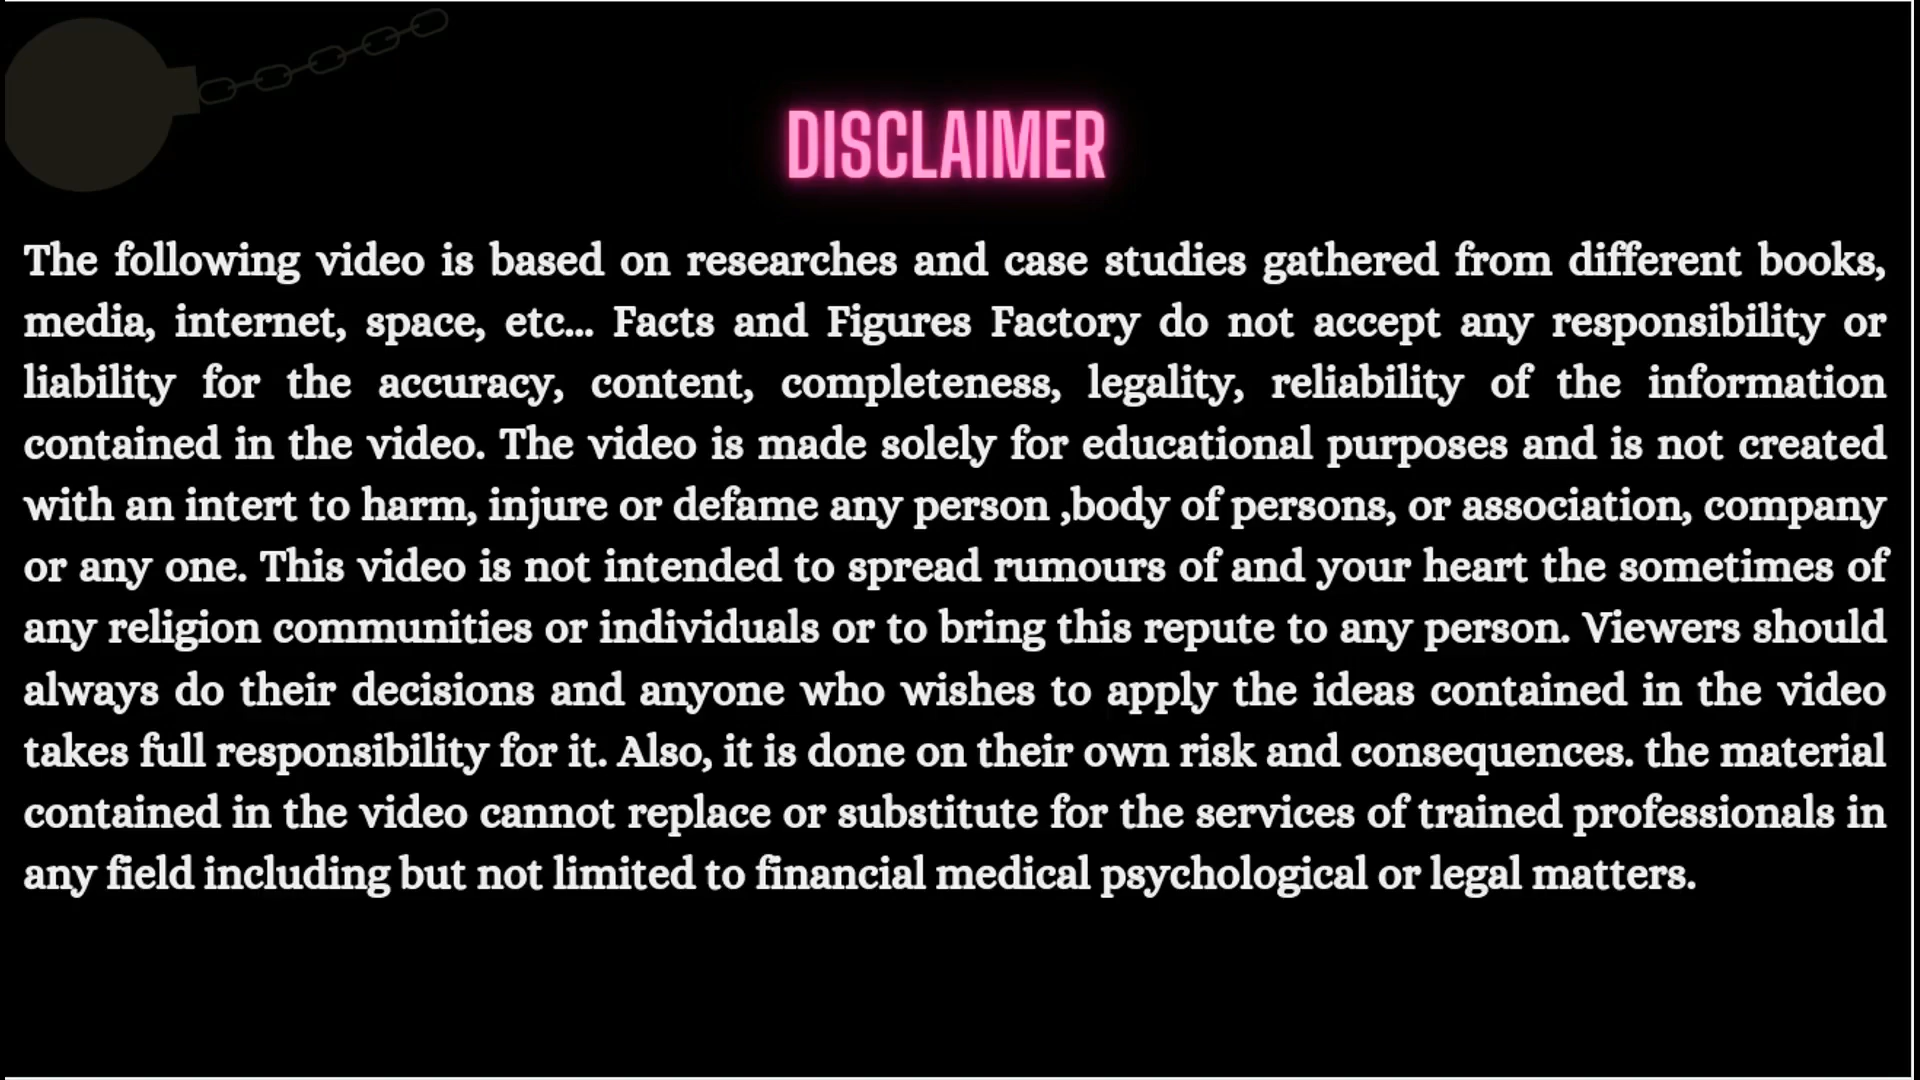 DISCLAIMER
The following video is based on researches and case studies gathered from different books,
media, internet, space, etc... Facts and Figures Factory do not accept any responsibility or
liability for the accuracy, content, completeness, legality, reliability of the information
contained in the video. The video is made solely for educational purposes and is not created
with an intert to harm, injure or defame any person ,body of persons, or association, company
or any one. This video is not intended to spread rumours of and your heart the sometimes of
any religion communities or individuals or to bring this repute to any person. Viewers should
always do their decisions and anyone who wishes to apply the ideas contained in the video
takes full responsibility for it. Also, it is done on their own risk and consequences. the material
contained in the video cannot replace or substitute for the services of trained professionals in
any field including but not limited to financial medical psychological or legal matters.